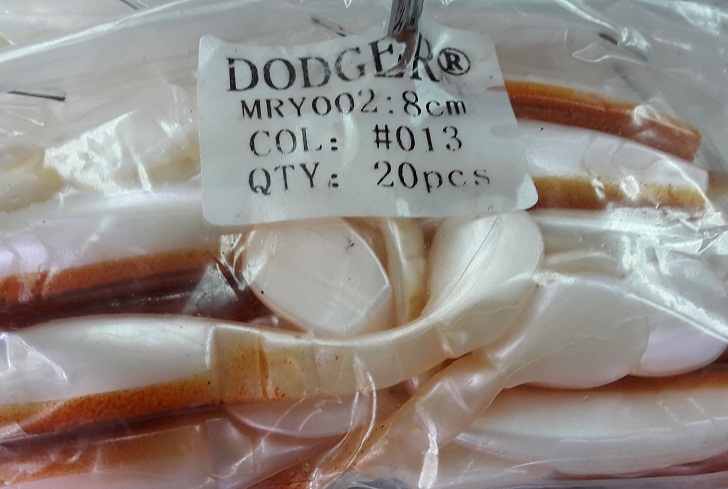 DODGER®
MRY002:8cm
COL: #013
QTY: 20pcs